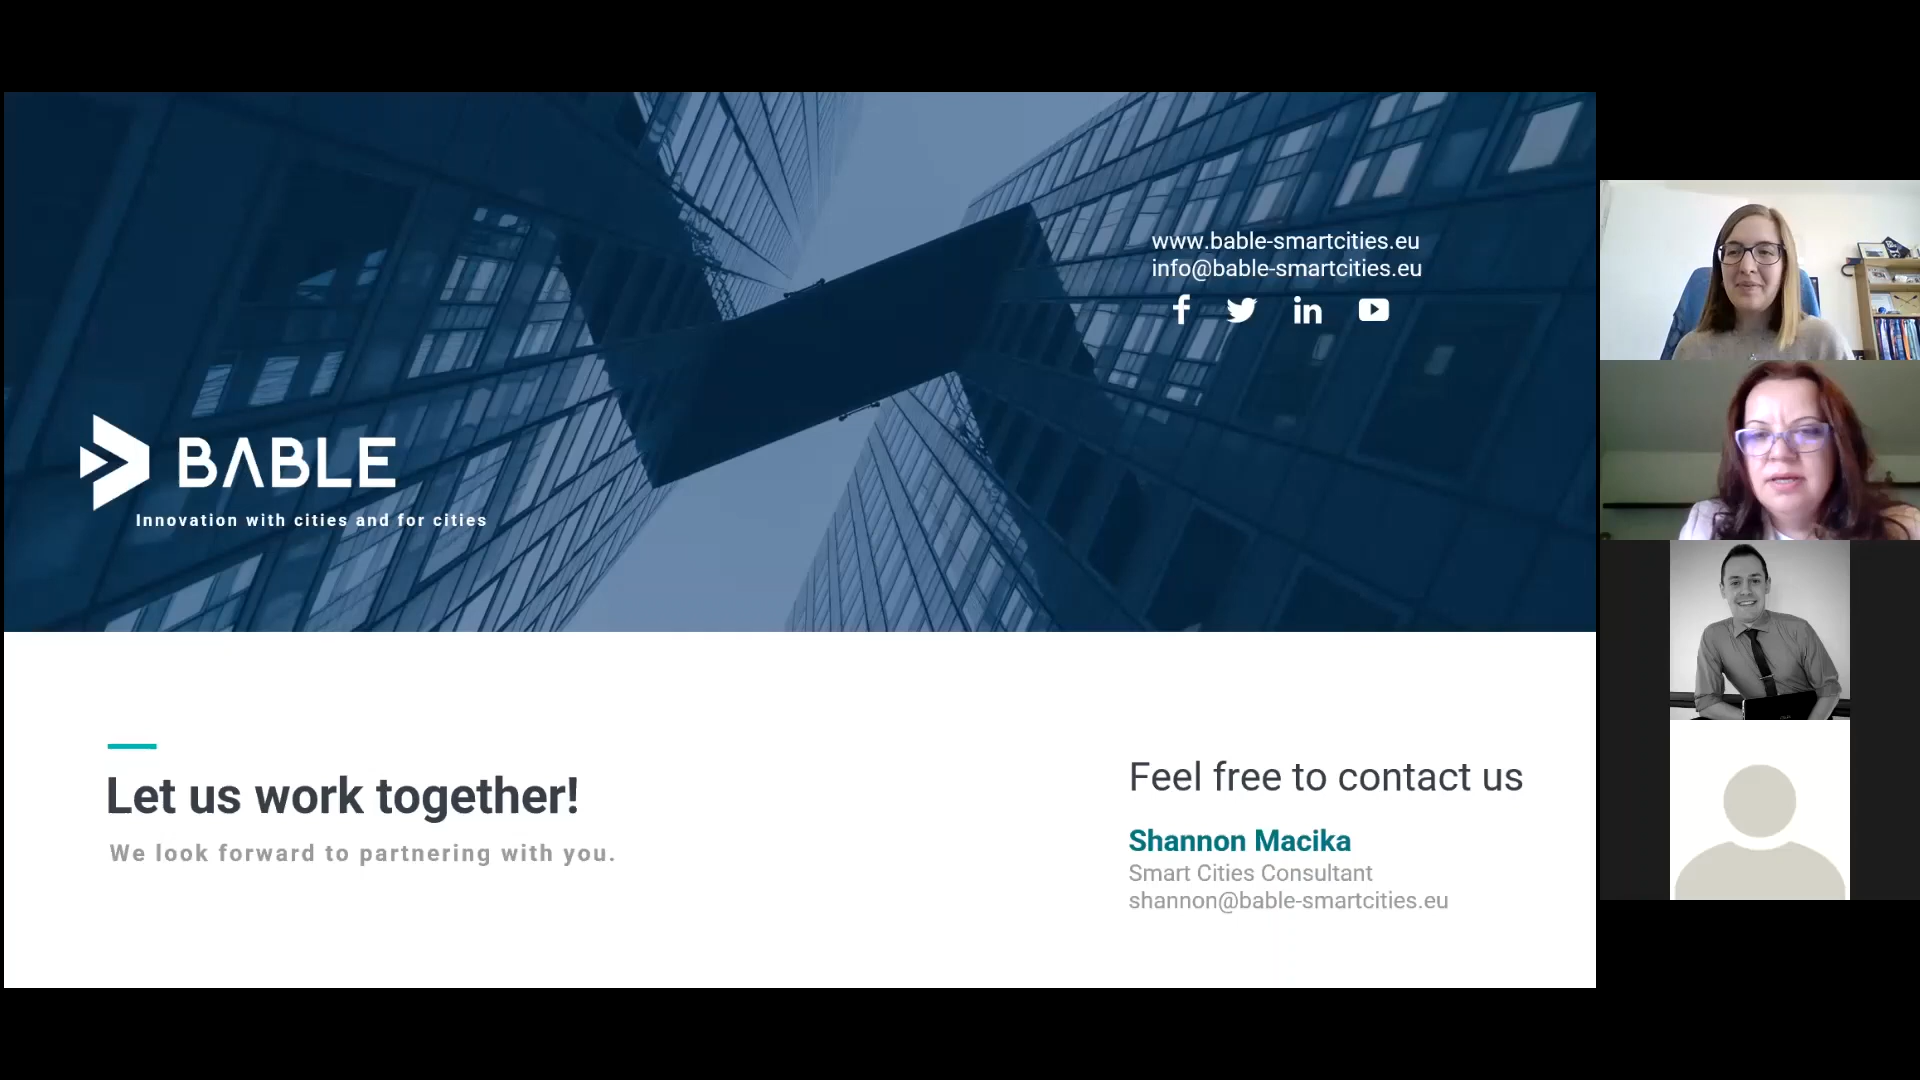 www.bable-smartcities.eu
info@bable-smartcities.eu
BABLE
Innovation with cities and for cities
Let us work together!
We look forward to partnering with you.
Feel free to contact us
Shannon Macika
Smart Cities Consultant
shannon@bable-smartcities.eu